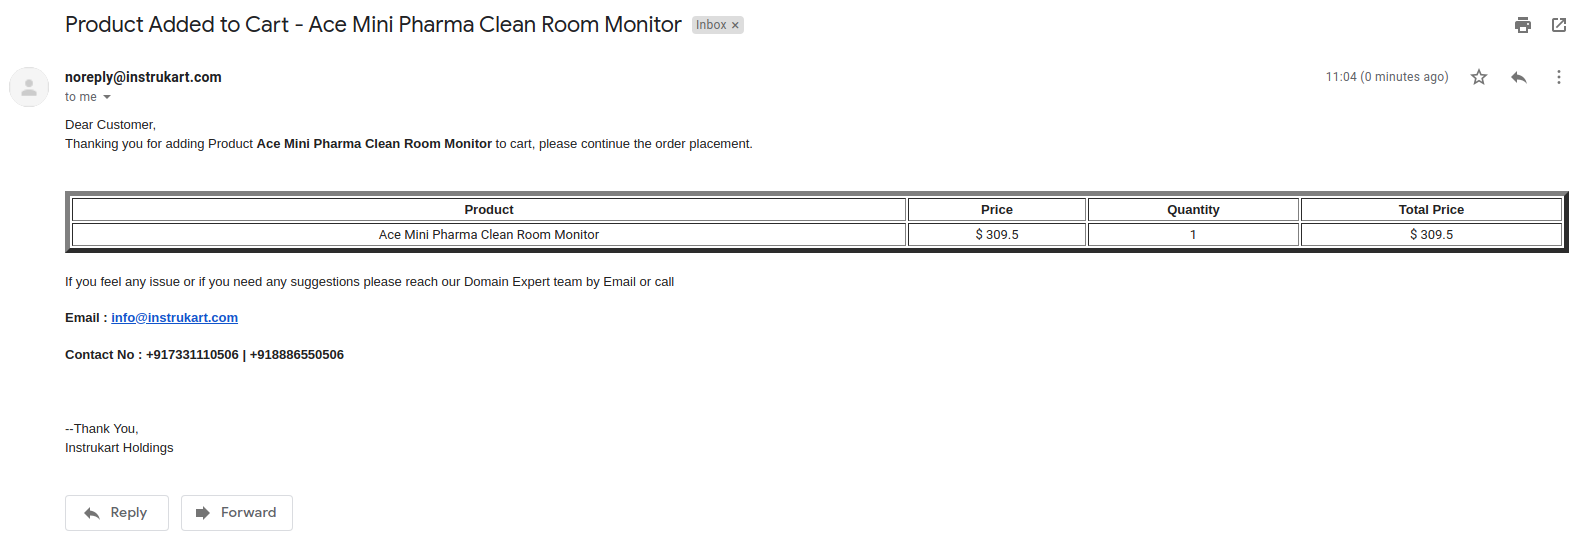 Product Added to Cart - Ace Mini Pharma Clean Room Monitor Inbox ×
noreply@instrukart.com 11:04 (0 minutes ago)
to me
Dear Customer,
Thanking you for adding Product Ace Mini Pharma Clean Room Monitor to cart, please continue the order placement.
Product Price Quantity Total Price
Ace Mini Pharma Clean Room Monitor $ 309.5 1 $ 309.5
If you feel any issue or if you need any suggestions please reach our Domain Expert team by Email or call
Email : info@instrukart.com
Contact No : +917331110506 | +918886550506
--Thank You,
Instrukart Holdings
Reply Forward